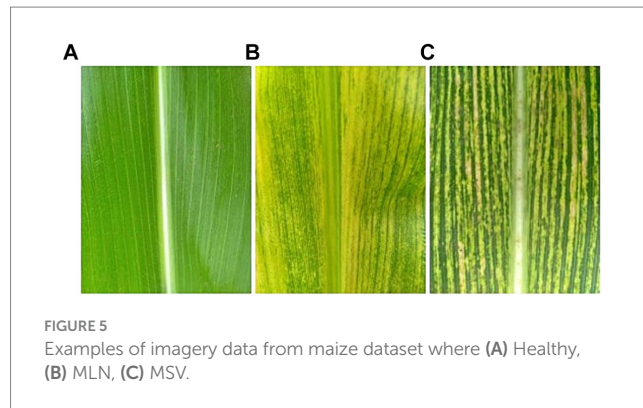 A B C
FIGURE 5
Examples of imagery data from maize dataset where (A) Healthy,
(B) MLN, (C) MSV.